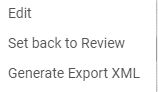 Edit
Set back to Review
Generate Export XML